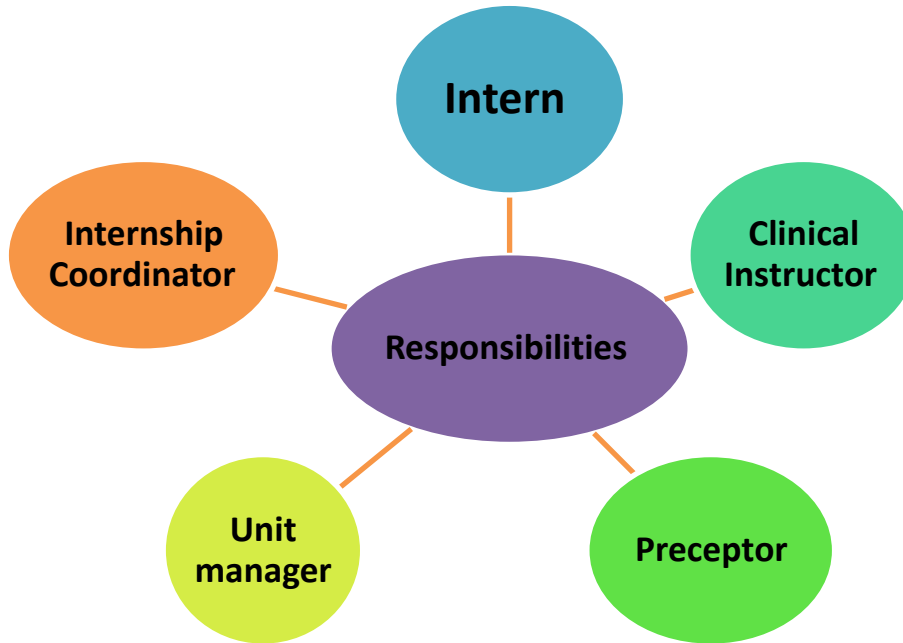 Intern
Internship
Coordinator
Clinical
Instructor
Responsibilities
Unit
manager
Preceptor